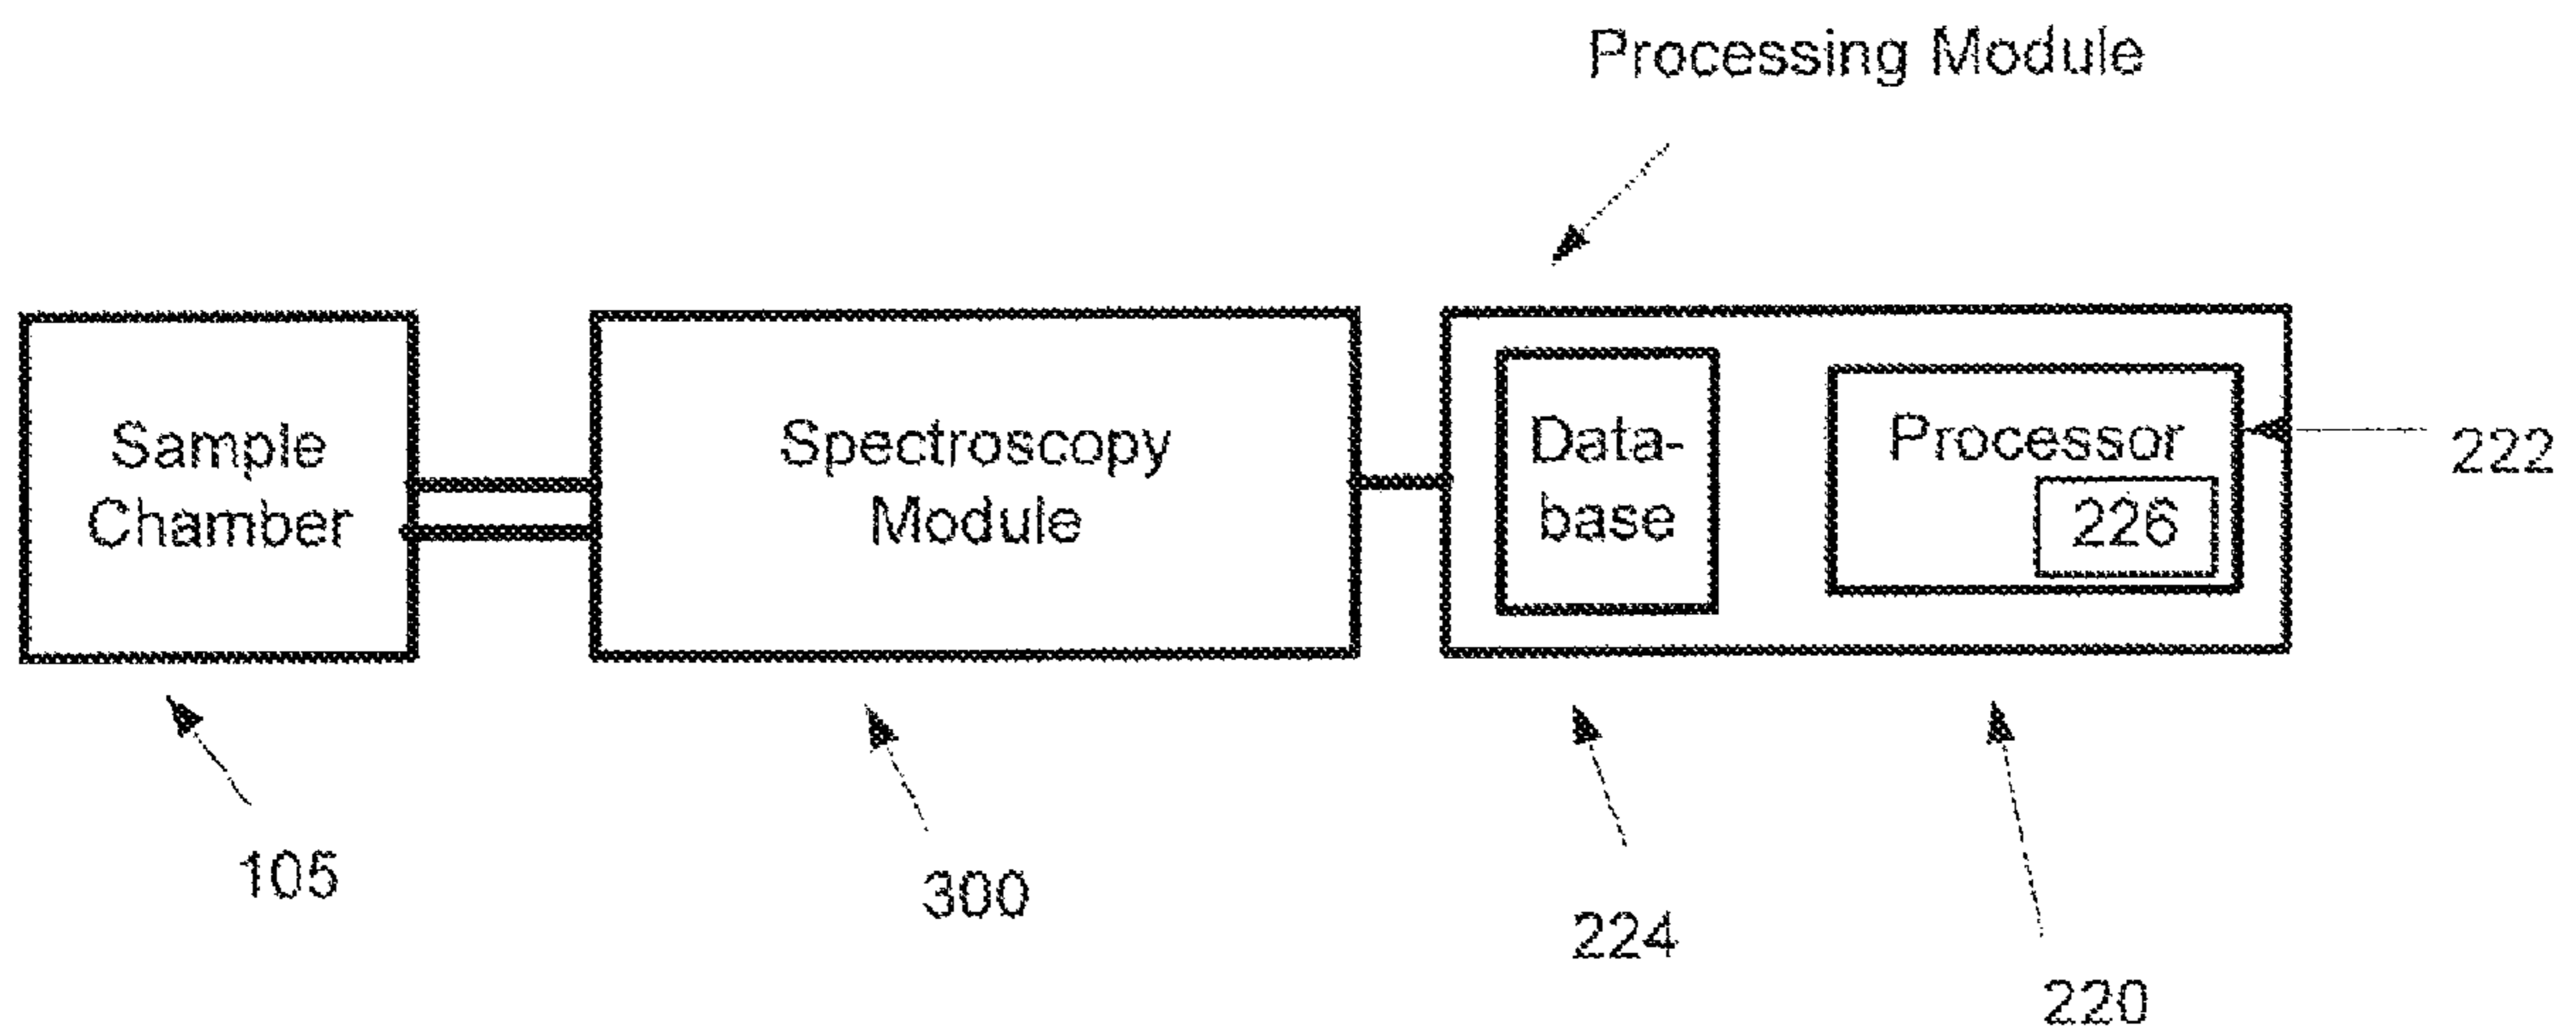 Processing Module
Sample
Chamber
Spectroscopy
Module
Data-
base
Processor
226
222
105
300
224
220